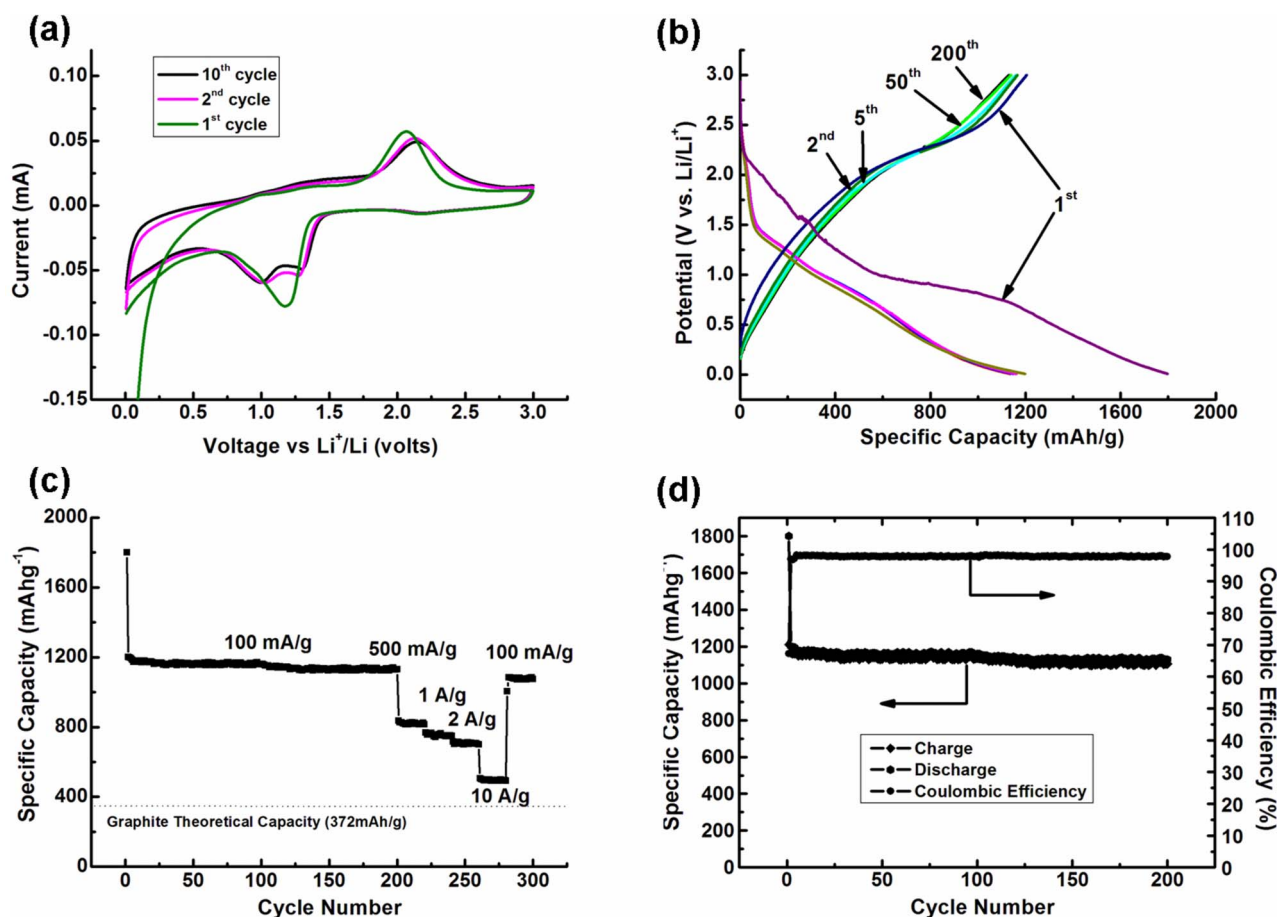 (a)
10th cycle
2nd cycle
1st cycle
0.10
0.05
0.00
-0.05
-0.10
-0.15
Current (mA)
0.0 0.5 1.0 1.5 2.0 2.5 3.0
Voltage vs Li+/Li (volts)
(b)
200th
50th
5th
2nd
1st
3.0
2.5
2.0
1.5
1.0
0.5
0.0
Potential (V vs. Li/Li+)
0 400 800 1200 1600 2000
Specific Capacity (mAh/g)
(c)
2000
1600
1200
800
400
0
Specific Capacity (mAhg-1)
100 mA/g
500 mA/g
100 mA/g
1 A/g
2 A/g
10 A/g
Graphite Theoretical Capacity (372mAh/g)
0 50 100 150 200 250 300
Cycle Number
(d)
1800
1600
1400
1200
1000
800
600
400
200
0
Specific Capacity (mAhg-1)
Charge
Discharge
Coulombic Efficiency
110
100
90
80
70
60
50
40
30
20
10
0
Coulombic Efficiency (%)
0 50 100 150 200
Cycle Number